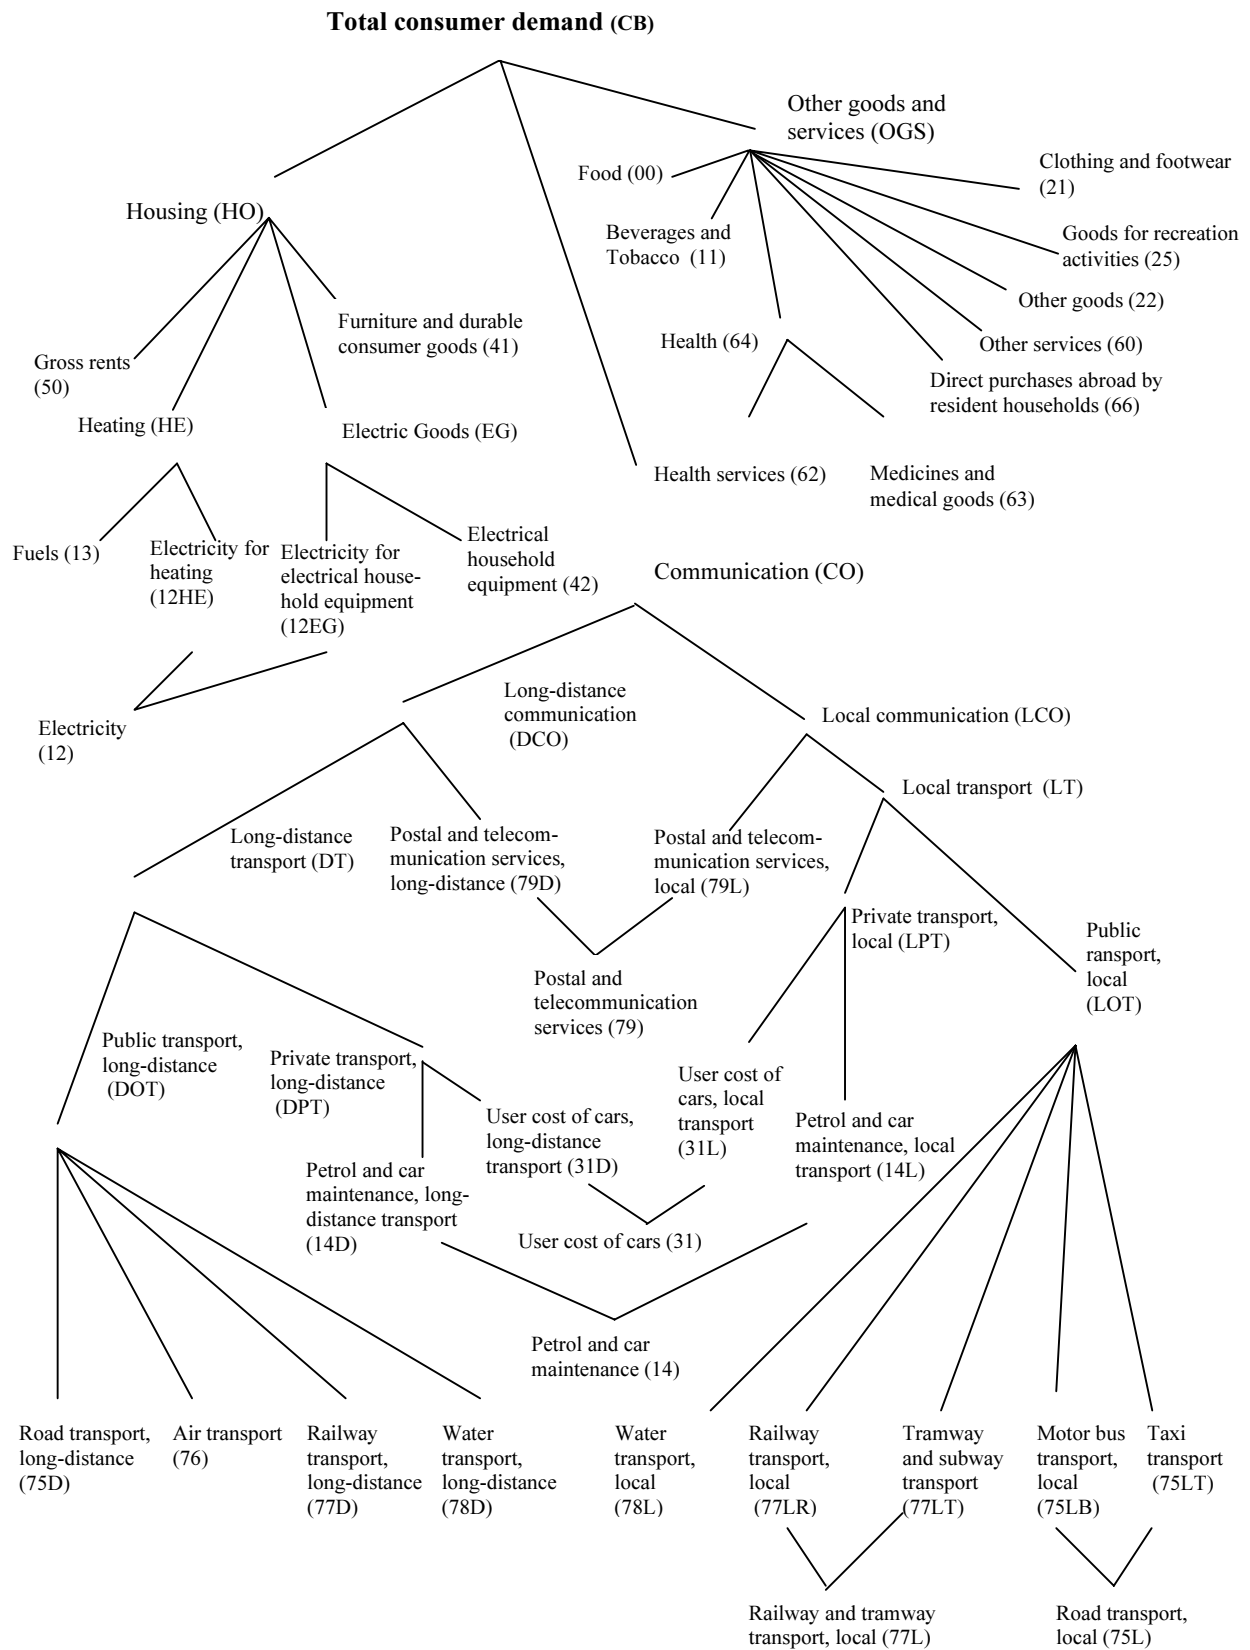 Total consumer demand (CB)
Other goods and
services (OGS)
Food (00)
Clothing and footwear
(21)
Housing (HO)
Beverages and
Tobacco (11)
Goods for recreation
activities (25)
Other goods (22)
Furniture and durable
consumer goods (41)
Health (64)
Other services (60)
Gross rents
(50)
Direct purchases abroad by
resident households (66)
Heating (HE)
Electric Goods (EG)
Health services (62)
Medicines and
medical goods (63)
Fuels (13)
Electricity for
heating
(12HE)
Electricity for
electrical house-
hold equipment
(12EG)
Electrical
household
equipment (42)
Communication (CO)
Long-distance
communication
(DCO)
Local communication (LCO)
Electricity
(12)
Local transport (LT)
Long-distance
transport (DT)
Postal and telecom-
munication services,
long-distance (79D)
Postal and telecom-
munication services,
local (79L)
Private transport,
local (LPT)
Public
ransport,
local
(LOT)
Postal and
telecommunication
services (79)
Public transport,
long-distance
(DOT)
Private transport,
long-distance
(DPT)
User cost of
cars, local
transport
(31L)
User cost of cars,
long-distance
transport (31D)
Petrol and car
maintenance, local
transport (14L)
Petrol and car
maintenance, long-
distance transport
(14D)
User cost of cars (31)
Petrol and car
maintenance (14)
Road transport,
long-distance
(75D)
Air transport
(76)
Railway
transport,
long-distance
(77D)
Water
transport,
long-distance
(78D)
Water
transport,
local
(78L)
Railway
transport,
local
(77LR)
Tramway
and subway
transport
(77LT)
Motor bus
transport,
local
(75LB)
Taxi
transport
(75LT)
Railway and tramway
transport, local (77L)
Road transport,
local (75L)